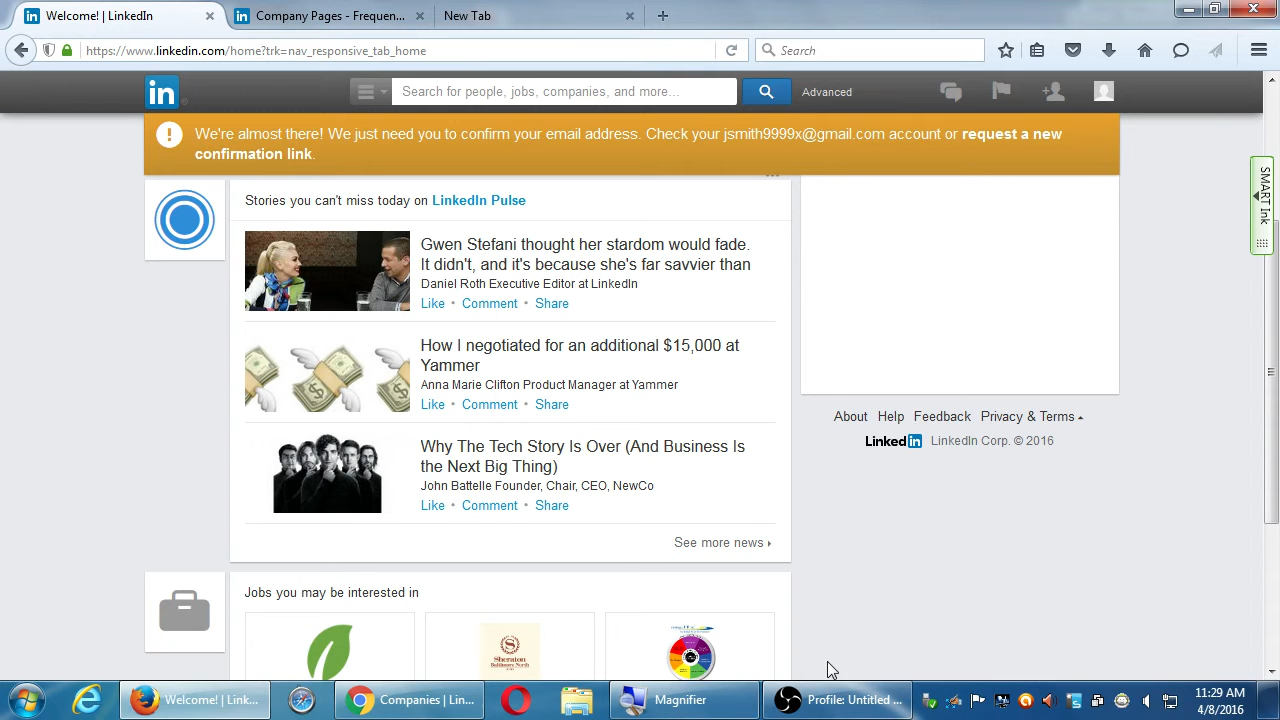 Welcome! | LinkedIn
Company Pages - Frequen...
New Tab
https://www.linkedin.com/home?trk=nav_responsive_tab_home
Search
in
Search for people, jobs, companies, and more...
Advanced
We're almost there! We just need you to confirm your email address. Check your jsmith9999x@gmail.com account or request a new
confirmation link.
SMART Ink
Stories you can't miss today on LinkedIn Pulse
Gwen Stefani thought her stardom would fade.
It didn't, and it's because she's far savvier than
Daniel Roth Executive Editor at LinkedIn
Like • Comment • Share
How I negotiated for an additional $15,000 at
Yammer
Anna Marie Clifton Product Manager at Yammer
Like • Comment • Share
Why The Tech Story Is Over (And Business Is
the Next Big Thing)
John Battelle Founder, Chair, CEO, NewCo
Like • Comment • Share
See more news
About Help Feedback Privacy & Terms
Linked in LinkedIn Corp. © 2016
Jobs you may be interested in
Sheraton
Welcome! | Link...
Companies | Lin...
Magnifier
Profile: Untitled ...
11:29 AM
4/8/2016